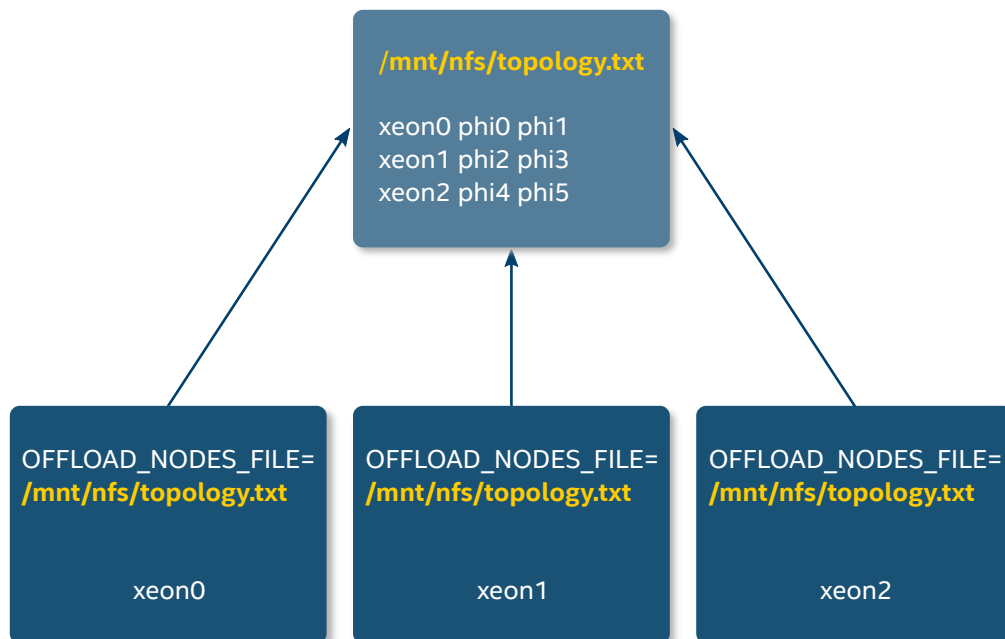 /mnt/nfs/topology.txt
xeon0 phi0 phi1
xeon1 phi2 phi3
xeon2 phi4 phi5
OFFLOAD_NODES_FILE=
/mnt/nfs/topology.txt
xeon0
OFFLOAD_NODES_FILE=
/mnt/nfs/topology.txt
xeon1
OFFLOAD_NODES_FILE=
/mnt/nfs/topology.txt
xeon2